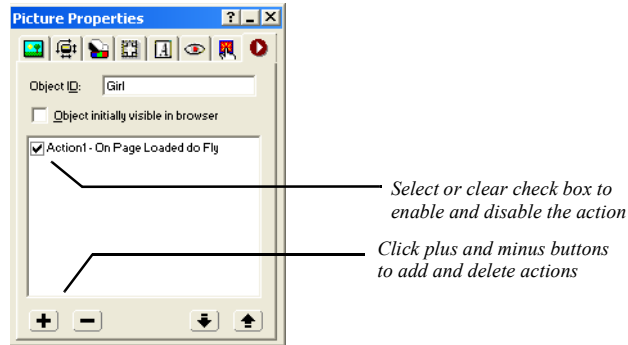 Picture Properties
A
Object ID: Girl
Object initially visible in browser
Action1 - On Page Loaded do Fly
Select or clear check box to
enable and disable the action
Click plus and minus buttons
to add and delete actions